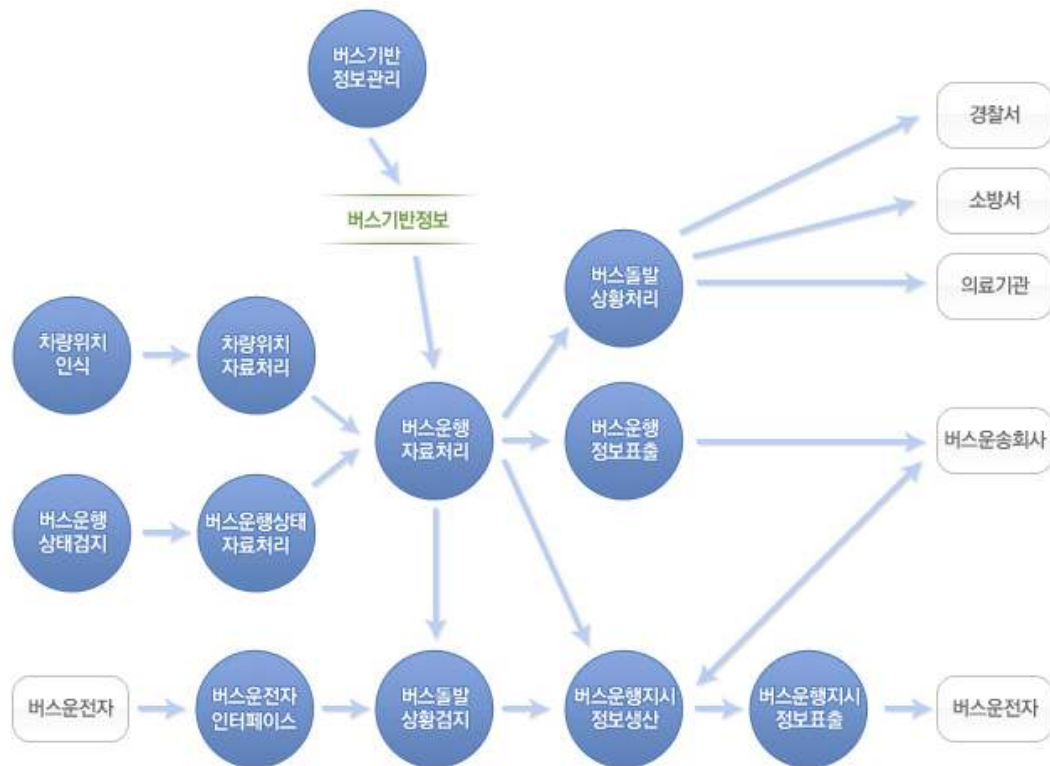 버스기반
정보관리
경찰서
소방서
버스기반정보
버스돌발
상황처리
의료기관
차량위치
인식
차량위치
자료처리
버스운행
자료처리
버스운행
정보표출
버스운송회사
버스운행
상태검지
버스운행상태
자료처리
버스운전자
버스운전자
인터페이스
버스돌발
상황검지
버스운행지시
정보생산
버스운행지시
정보표출
버스운전자